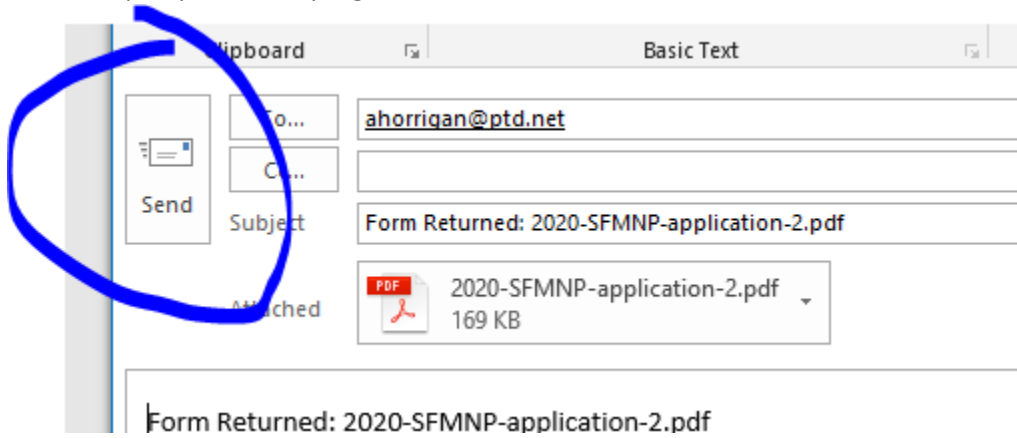 Clipboard Basic Text
To... ahorrigan@ptd.net
Cc...
Send
Subject Form Returned: 2020-SFMNP-application-2.pdf
Attached PDF 2020-SFMNP-application-2.pdf
169 KB
Form Returned: 2020-SFMNP-application-2.pdf